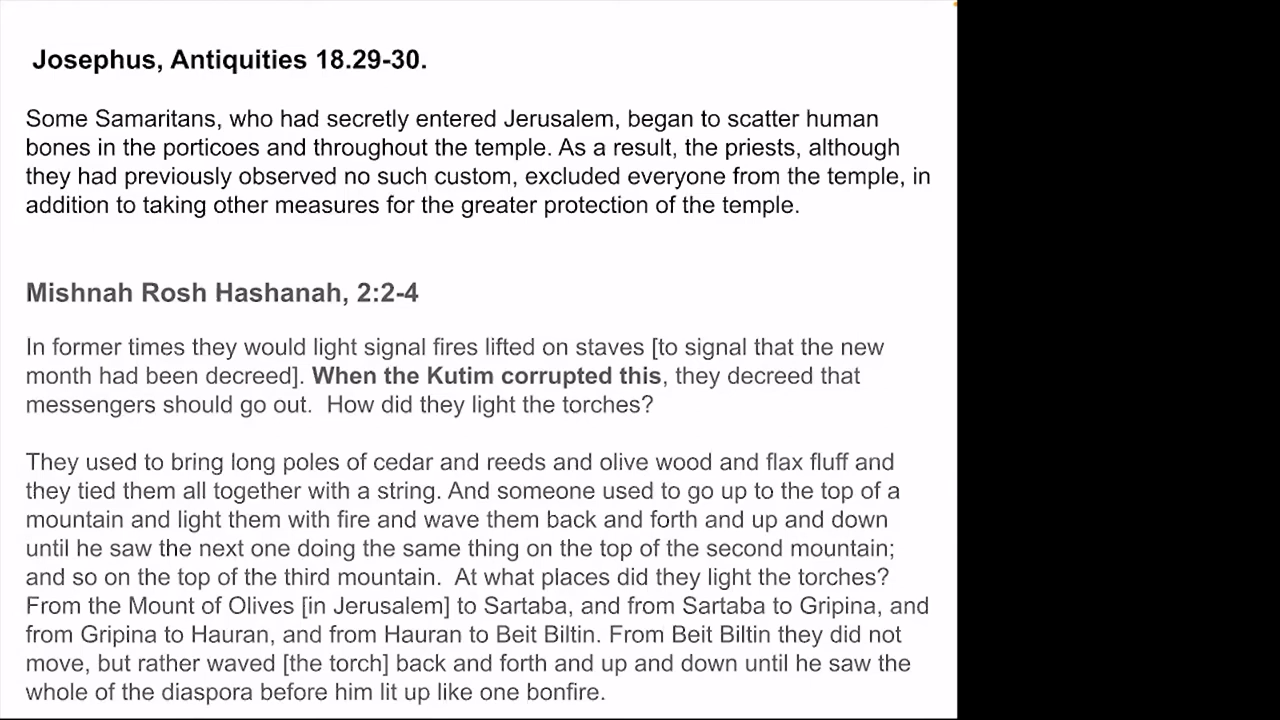 Josephus, Antiquities 18.29-30.
Some Samaritans, who had secretly entered Jerusalem, began to scatter human
bones in the porticoes and throughout the temple. As a result, the priests, although
they had previously observed no such custom, excluded everyone from the temple, in
addition to taking other measures for the greater protection of the temple.
Mishnah Rosh Hashanah, 2:2-4
In former times they would light signal fires lifted on staves [to signal that the new
month had been decreed]. When the Kutim corrupted this, they decreed that
messengers should go out.  How did they light the torches?
They used to bring long poles of cedar and reeds and olive wood and flax fluff and
they tied them all together with a string. And someone used to go up to the top of a
mountain and light them with fire and wave them back and forth and up and down
until he saw the next one doing the same thing on the top of the second mountain;
and so on the top of the third mountain.  At what places did they light the torches?
From the Mount of Olives [in Jerusalem] to Sartaba, and from Sartaba to Gripina, and
from Gripina to Hauran, and from Hauran to Beit Biltin. From Beit Biltin they did not
move, but rather waved [the torch] back and forth and up and down until he saw the
whole of the diaspora before him lit up like one bonfire.